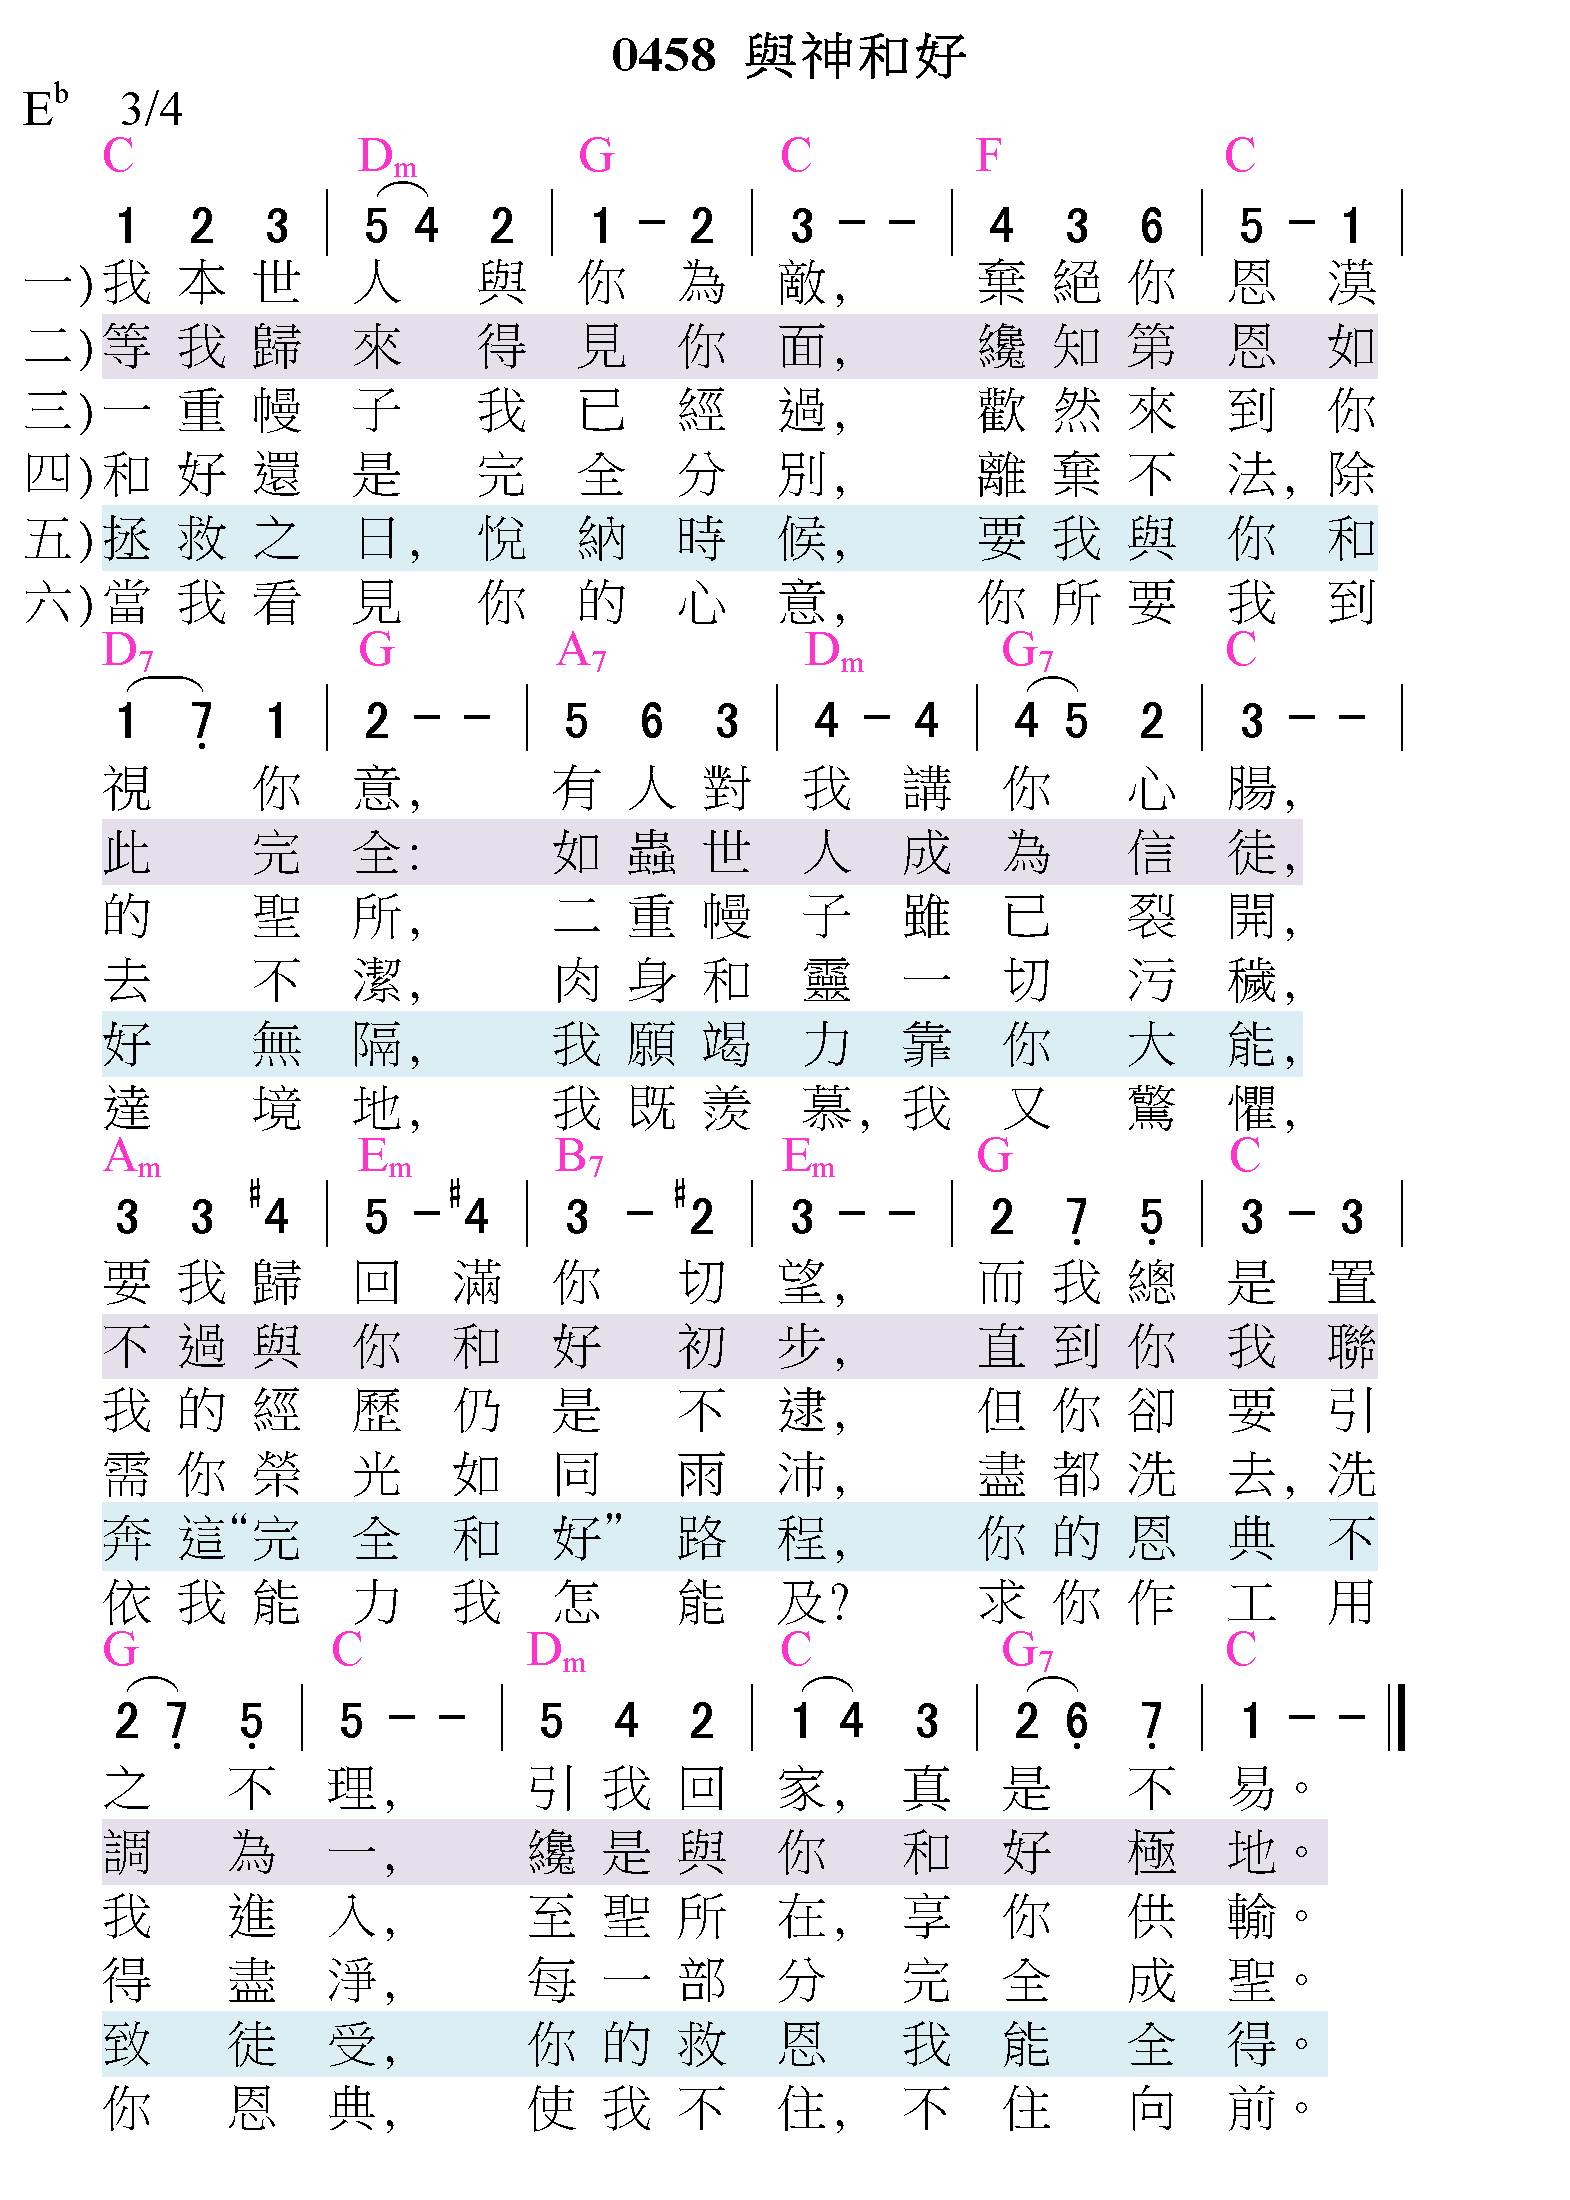 0458 與神和好
E♭ 3/4
C Dm G C F C
1 2 3 | 5 4 2 | 1 - 2 | 3 - - | 4 3 6 | 5 - 1 |
一)我本世人與你為敵, 棄絕你恩漠
二)等我歸來得見你面, 纔知第恩如
三)一重幔子我已經過, 歡然來到你
四)和好還是完全分別, 離棄不法,除
五)拯救之日,悅納時候, 要我與你和
六)當我看見你的心意, 你所要我到
D7 G A7 Dm G7 C
1 7̣ 1 | 2 - - | 5 6 3 | 4 - 4 | 4 5 2 | 3 - - |
視你意, 有人對我講你心腸,
此完全: 如蟲世人成為信徒,
的聖所, 二重幔子雖已裂開,
去不潔, 肉身和靈一切污穢,
好無隔, 我願竭力靠你大能,
達境地, 我既羨慕,我又驚懼,
Am Em B7 Em G C
3 3 #4 | 5 - #4 | 3 - #2 | 3 - - | 2 7̣ 5̣ | 3 - 3 |
要我歸回滿你切望, 而我總是置
不過與你和好初步, 直到你我聯
我的經歷仍是不逮, 但你卻要引
需你榮光如同雨沛, 盡都洗去,洗
奔這“完全和好”路程, 你的恩典不
依我能力我怎能及? 求你作工用
G C Dm C G7 C
2 7̣ 5̣ | 5 - - | 5 4 2 | 1 4 3 | 2 6̣ 7̣ | 1 - - ‖
之不理, 引我回家,真是不易。
調為一, 纔是與你和好極地。
我進入, 至聖所在,享你供輸。
得盡淨, 每一部分完全成聖。
致徒受, 你的救恩我能全得。
你恩典, 使我不住,不住向前。